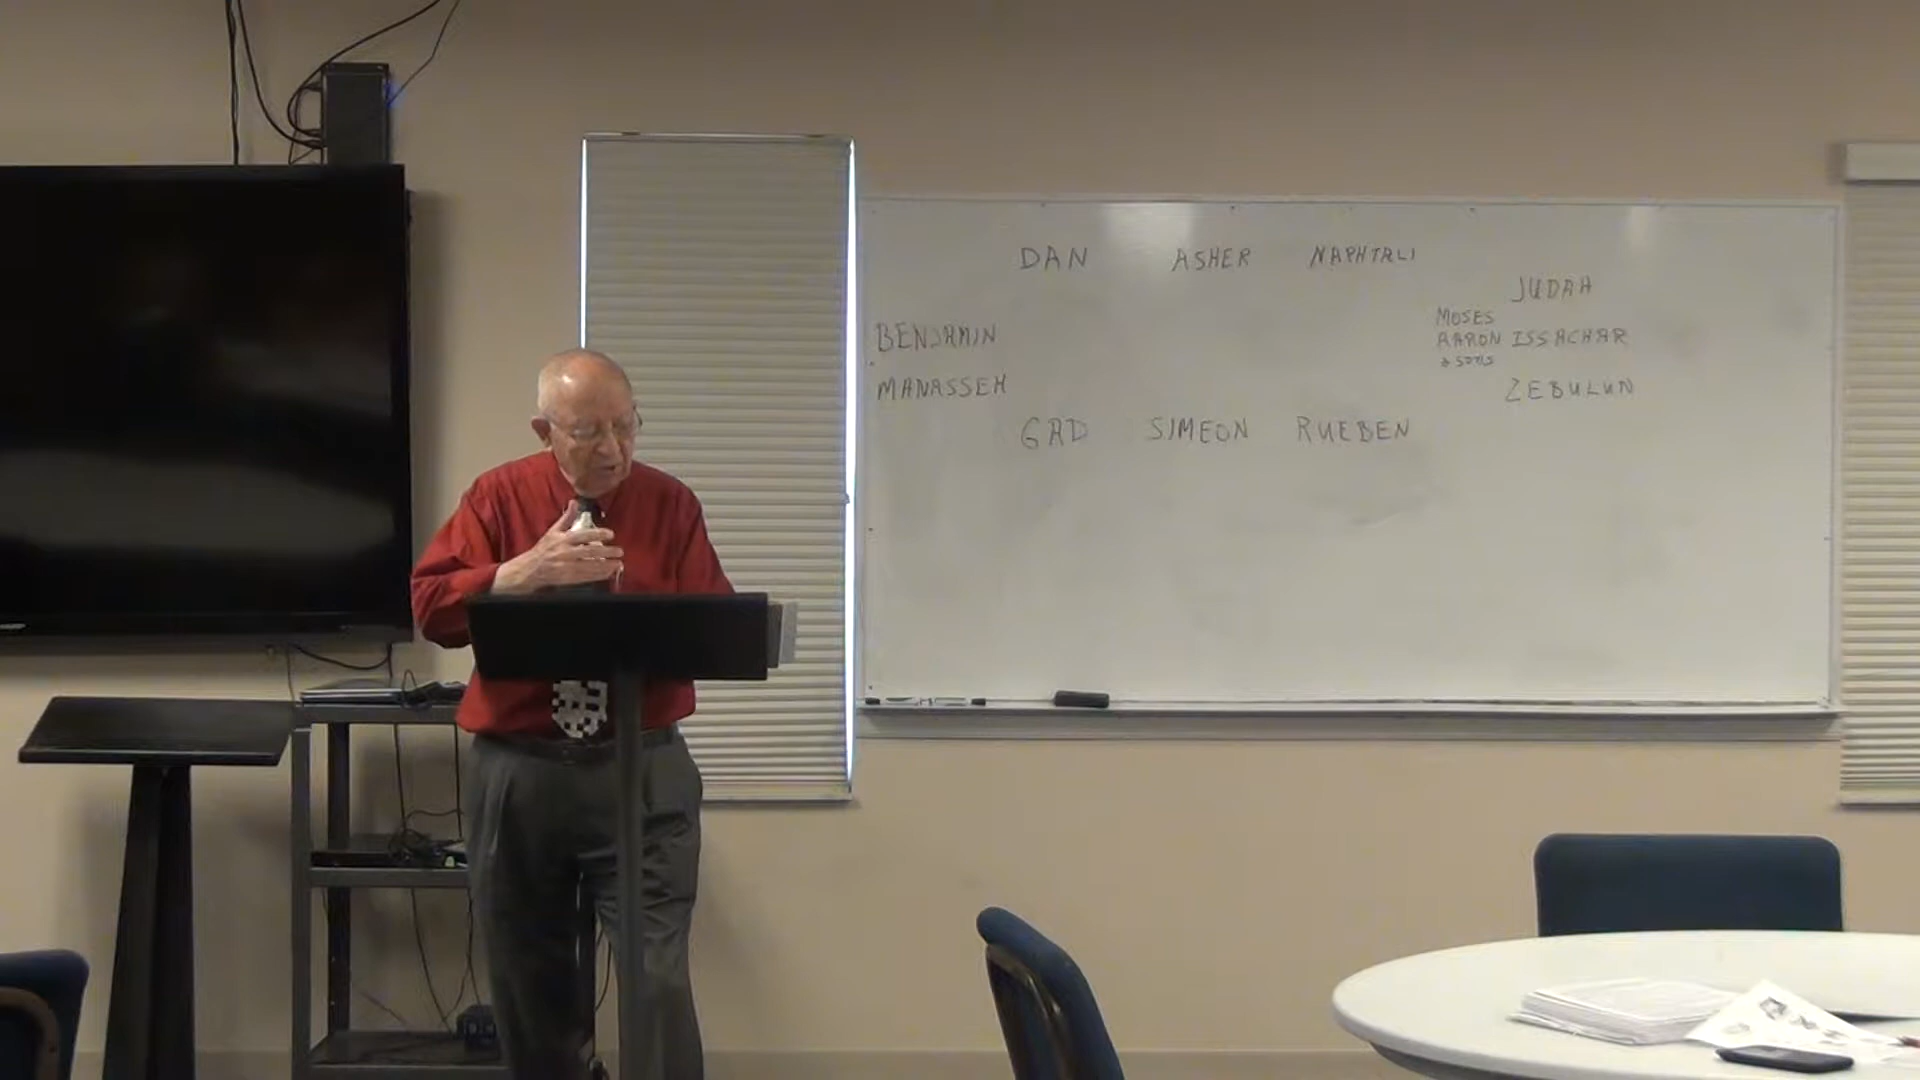 DAN ASHER NAPHTALI
JUDAH
BENJAMIN
MOSES
AARON ISSACHAR
& SONS
MANASSEH
ZEBULUN
GAD SIMEON RUEBEN